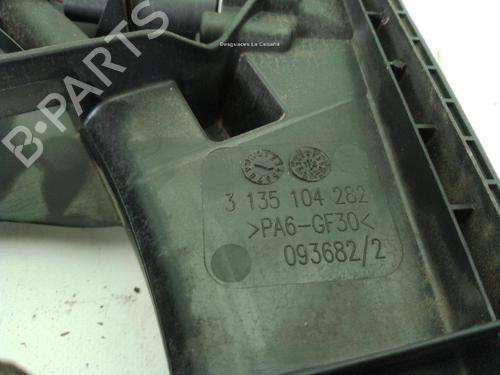 Desguaces La Cabaña
B-PARTS
3 135 104 282
>PA6-GF30<
093682/2